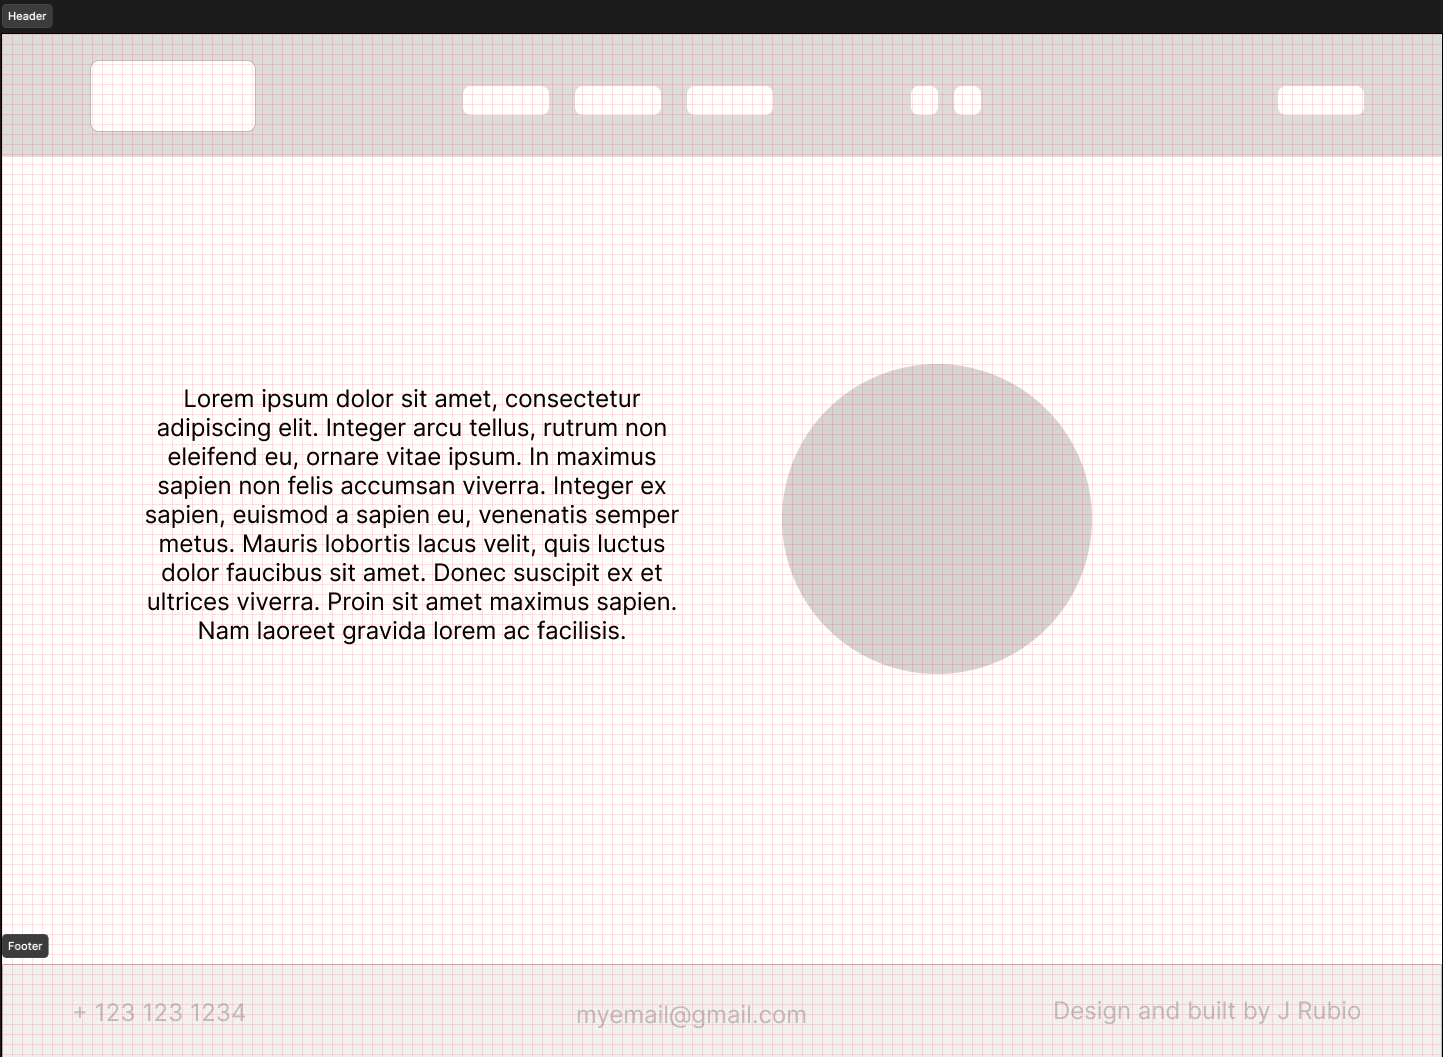 Header
Lorem ipsum dolor sit amet, consectetur
adipiscing elit. Integer arcu tellus, rutrum non
eleifend eu, ornare vitae ipsum. In maximus
sapien non felis accumsan viverra. Integer ex
sapien, euismod a sapien eu, venenatis semper
metus. Mauris lobortis lacus velit, quis luctus
dolor faucibus sit amet. Donec suscipit ex et
ultrices viverra. Proin sit amet maximus sapien.
Nam laoreet gravida lorem ac facilisis.
Footer
+ 123 123 1234
myemail@gmail.com
Design and built by J Rubio